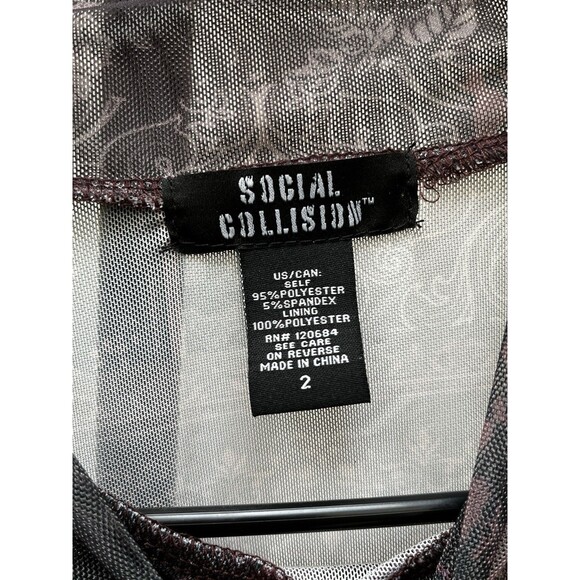 SOCIAL
COLLISION™
US/CAN:
SELF
95%POLYESTER
5%SPANDEX
LINING
100%POLYESTER
RN# 120684
SEE CARE
ON REVERSE
MADE IN CHINA
2